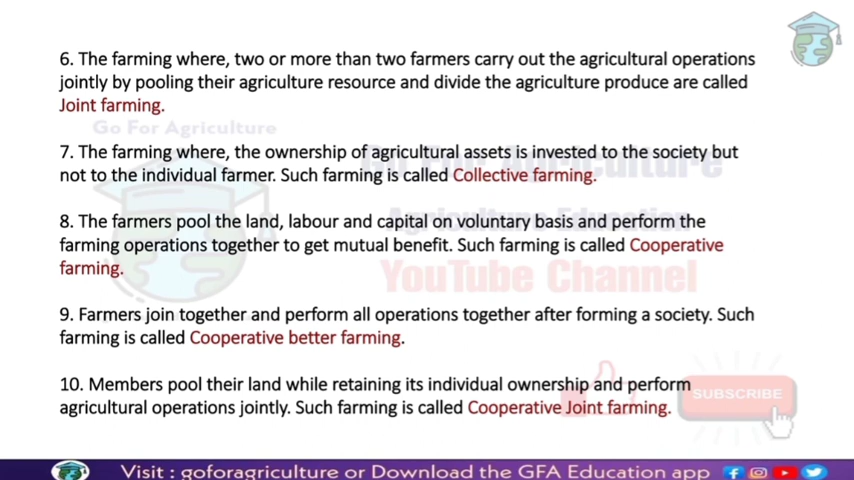 6. The farming where, two or more than two farmers carry out the agricultural operations
jointly by pooling their agriculture resource and divide the agriculture produce are called
Joint farming.
Go For Agriculture
7. The farming where, the ownership of agricultural assets is invested to the society but
not to the individual farmer. Such farming is called Collective farming.
Go For Agriculture
8. The farmers pool the land, labour and capital on voluntary basis and perform the
Agriculture Education
farming operations together to get mutual benefit. Such farming is called Cooperative
farming.
YouTube Channel
9. Farmers join together and perform all operations together after forming a society. Such
farming is called Cooperative better farming.
10. Members pool their land while retaining its individual ownership and perform
SUBSCRIBE
agricultural operations jointly. Such farming is called Cooperative Joint farming.
Visit : goforagriculture or Download the GFA Education app